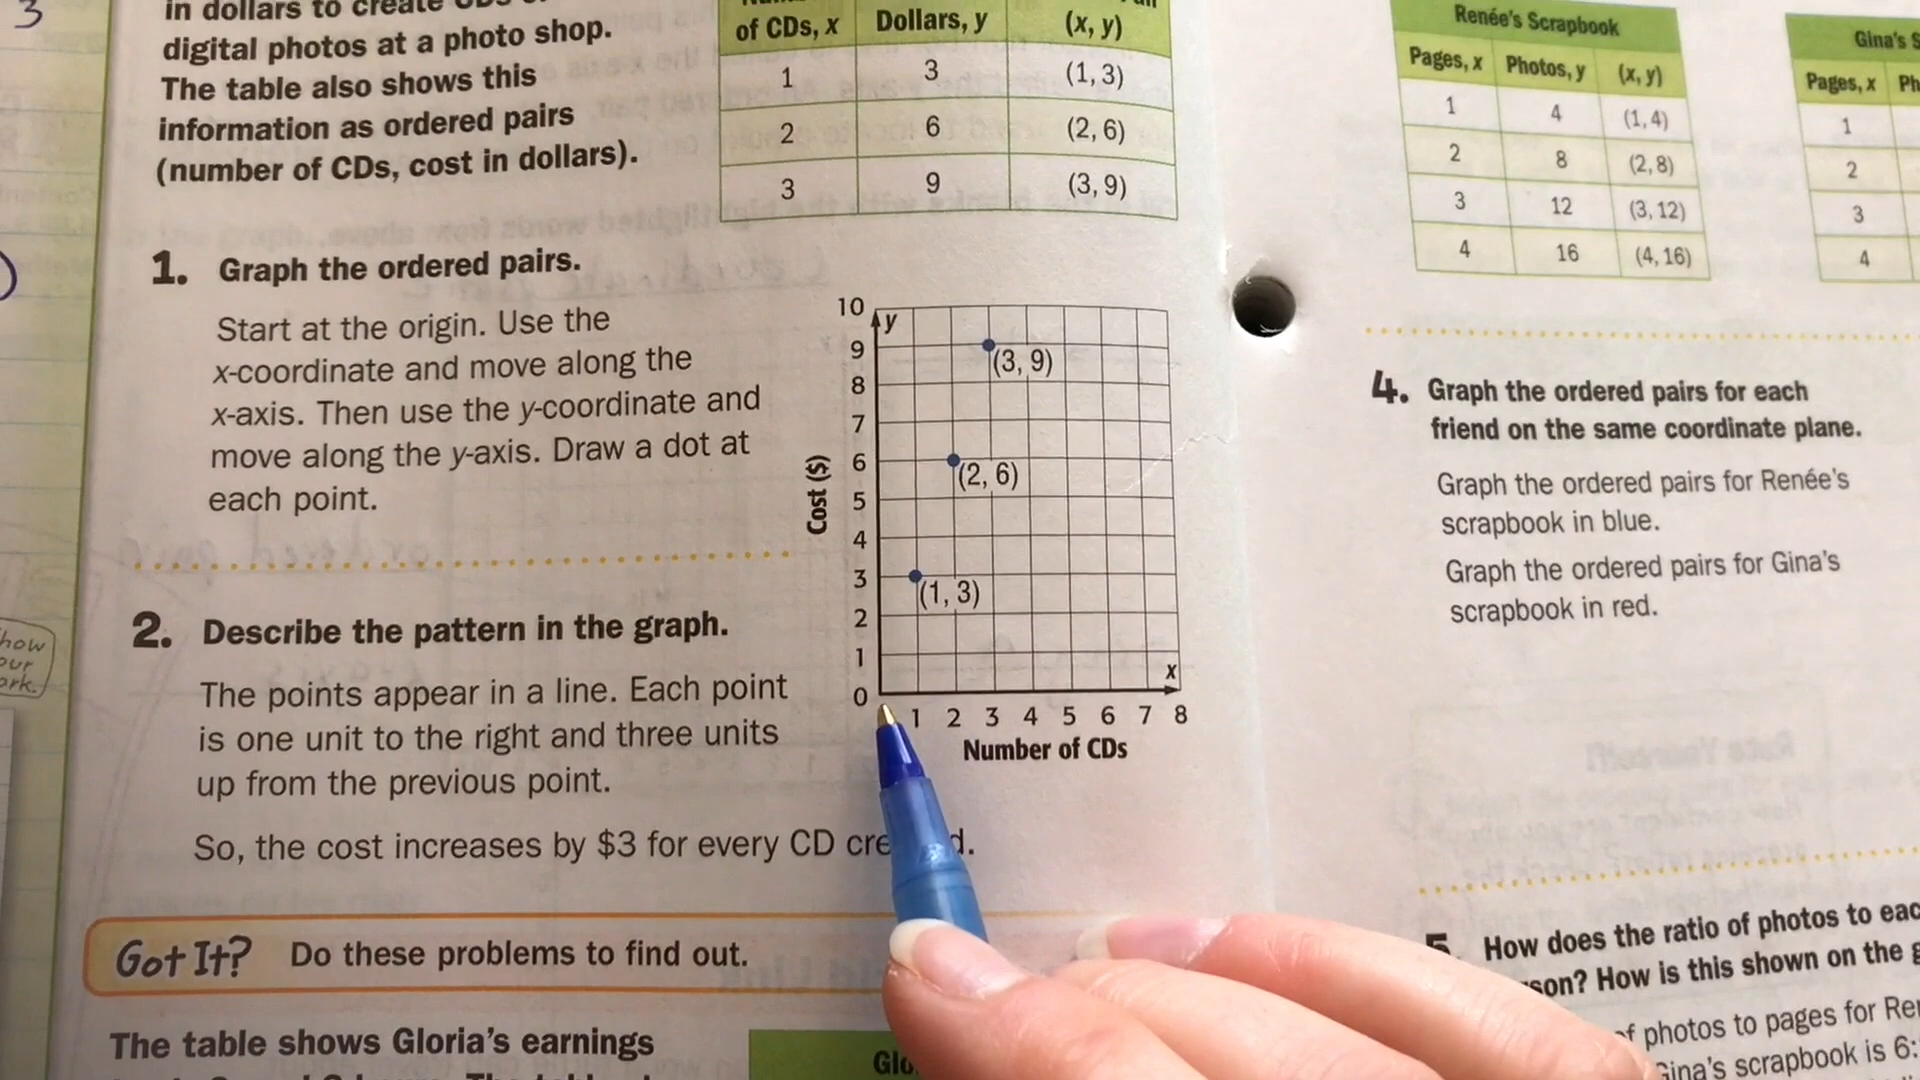 3
in dollars to create
digital photos at a photo shop.
The table also shows this
information as ordered pairs
(number of CDs, cost in dollars).
of CDs, x Dollars, y (x, y)
1 3 (1, 3)
2 6 (2, 6)
3 9 (3, 9)
1. Graph the ordered pairs.
Start at the origin. Use the
x-coordinate and move along the
x-axis. Then use the y-coordinate and
move along the y-axis. Draw a dot at
each point.
10
9
8
7
6
5
4
3
2
1
0
y
(3, 9)
(2, 6)
(1, 3)
x
Cost ($)
1 2 3 4 5 6 7 8
Number of CDs
2. Describe the pattern in the graph.
The points appear in a line. Each point
is one unit to the right and three units
up from the previous point.
So, the cost increases by $3 for every CD
Got It? Do these problems to find out.
The table shows Gloria's earnings
Renée's Scrapbook
Pages, x Photos, y (x, y)
1 4 (1, 4)
2 8 (2, 8)
3 12 (3, 12)
4 16 (4, 16)
Gina's
Pages, x
1
2
3
4
4. Graph the ordered pairs for each
friend on the same coordinate plane.
Graph the ordered pairs for Renée's
scrapbook in blue.
Graph the ordered pairs for Gina's
scrapbook in red.
How does the ratio of photos to
How is this shown on the
photos to pages for
scrapbook is 6: